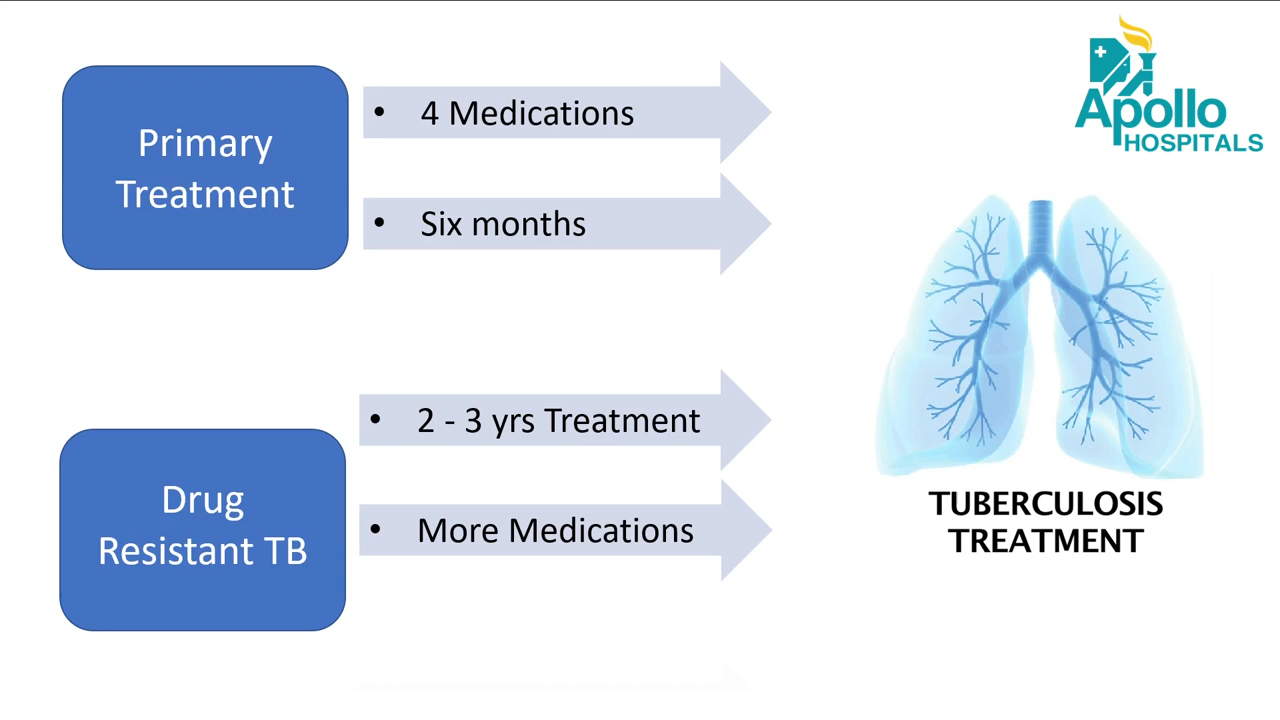 Primary
Treatment
• 4 Medications
• Six months
Drug
Resistant TB
• 2 - 3 yrs Treatment
• More Medications
Apollo
HOSPITALS
TUBERCULOSIS
TREATMENT